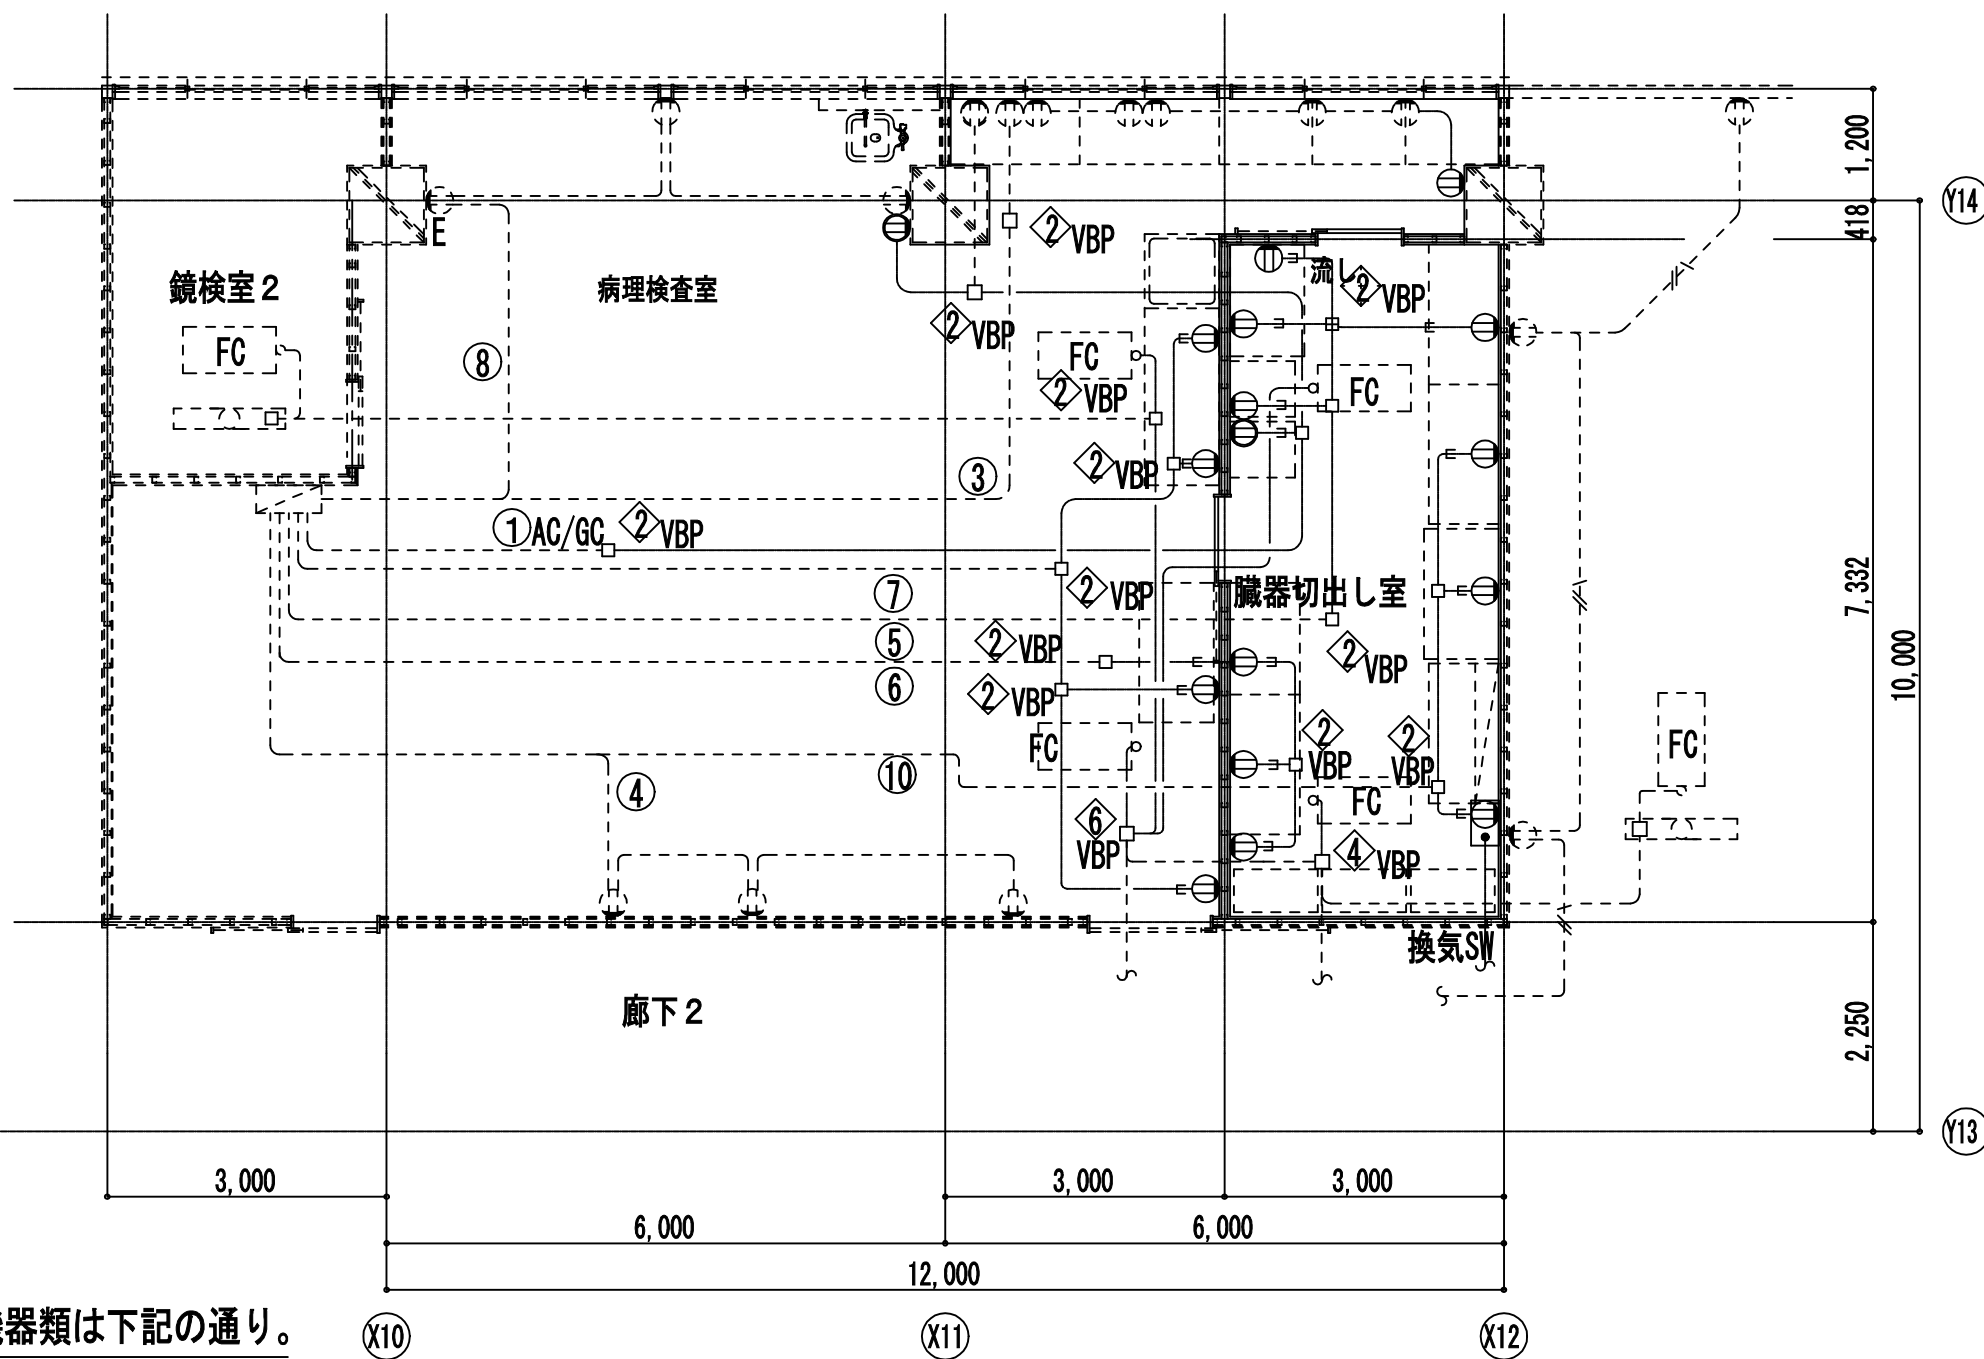 1,200
Y14
418
E
2 VBP
鏡検室2
病理検査室
流し
2 VBP
2 VBP
FC
8
FC
FC
2 VBP
2 VBP
3
1 AC/GC 2 VBP
7
2 VBP
臓器切出し室
7,332
5
2 VBP
2 VBP
10,000
6
2 VBP
FC
2 VBP
2 VBP
FC
10
4
FC
6 VBP
4 VBP
換気SW
廊下2
2,250
Y13
3,000
3,000
3,000
6,000
6,000
12,000
器類は下記の通り。
X10
X11
X12